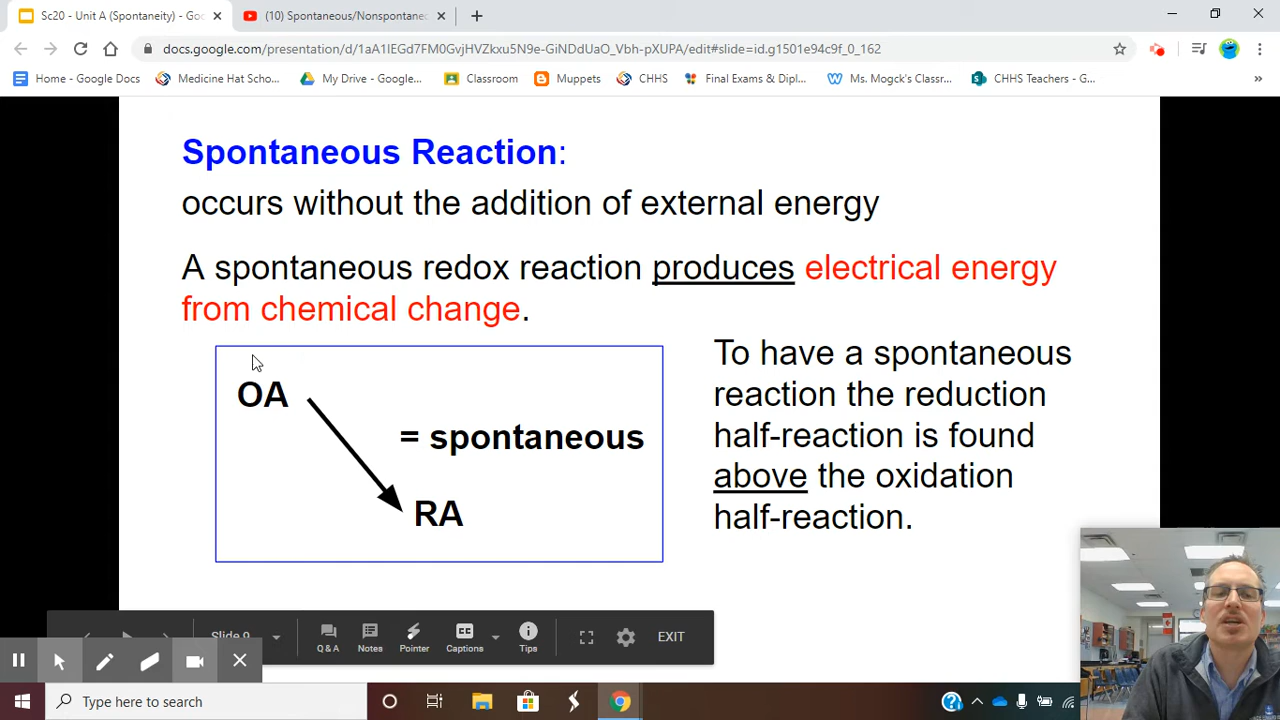 Sc20 - Unit A (Spontaneity) - Goo
(10) Spontaneous/Nonspontaneo
docs.google.com/presentation/d/1aA1IEGd7FM0GvjHVZkxu5N9e-GiNDdUaO_Vbh-pXUPA/edit#slide=id.g1501e94c9f_0_162
Home - Google Docs
Medicine Hat Scho...
My Drive - Google...
Classroom
Muppets
CHHS
Final Exams & Dipl...
Ms. Mogck's Classr...
CHHS Teachers - G...
»
Spontaneous Reaction:
occurs without the addition of external energy
A spontaneous redox reaction produces electrical energy
from chemical change.
OA
= spontaneous
RA
To have a spontaneous
reaction the reduction
half-reaction is found
above the oxidation
half-reaction.
Slide 9
Q & A
Notes
Pointer
CC
Captions
Tips
EXIT
Type here to search